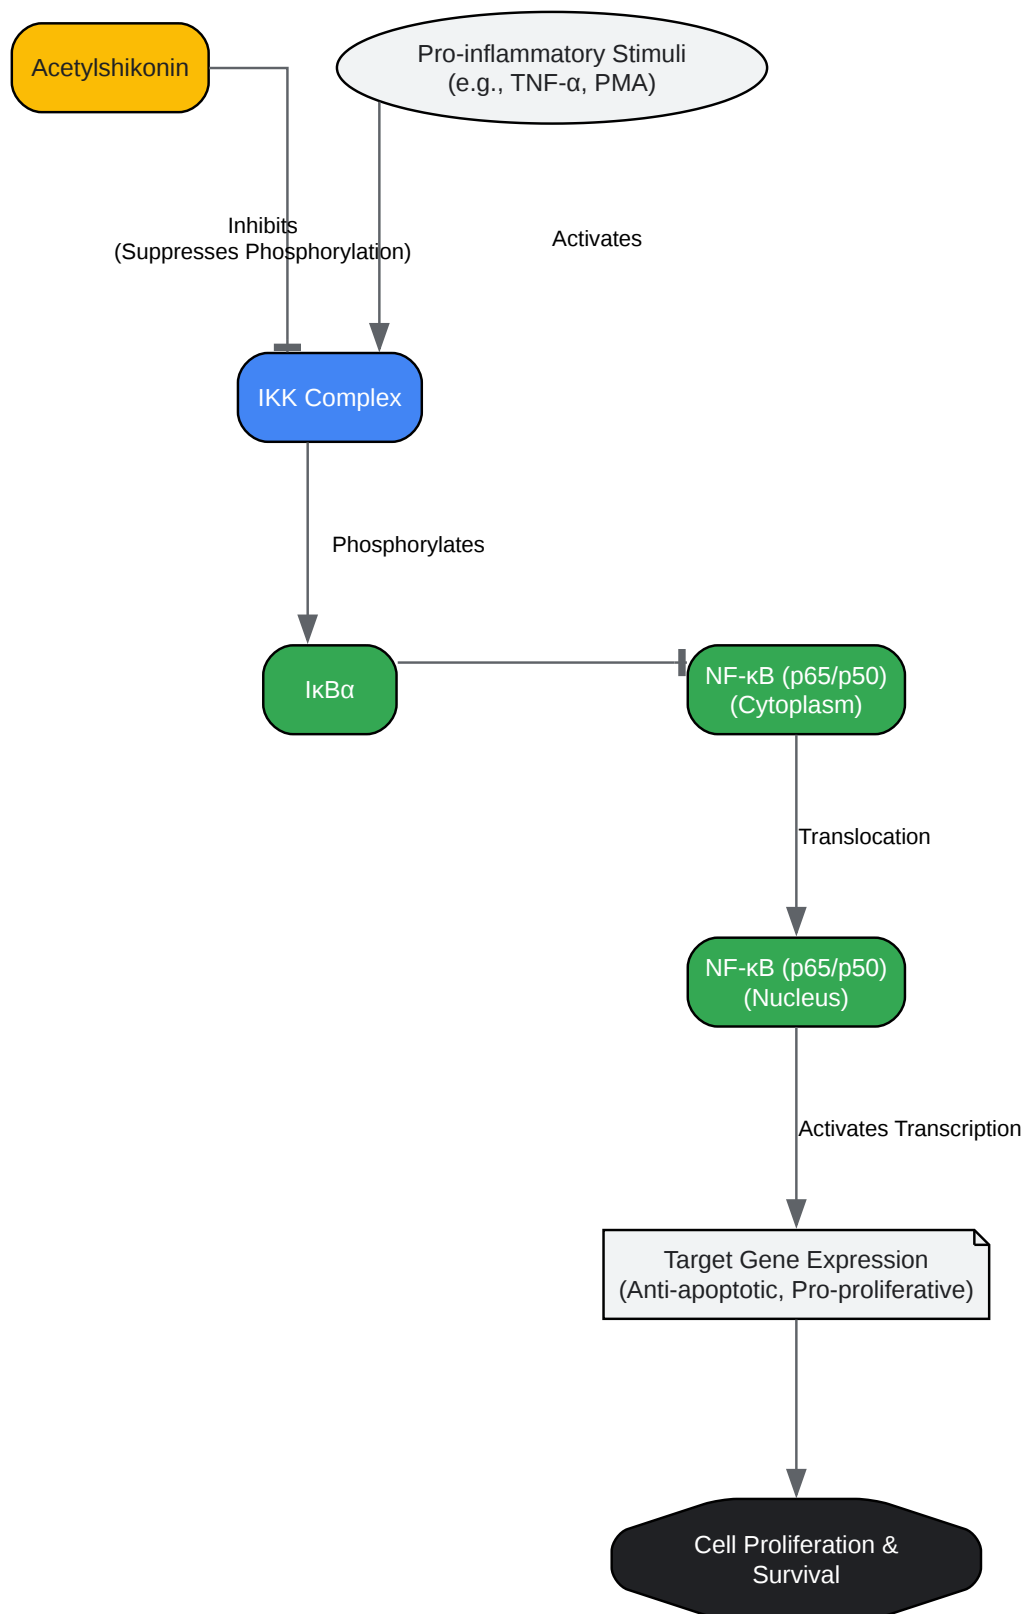 Acetylshikonin
Pro-inflammatory Stimuli
(e.g., TNF-α, PMA)
Inhibits
(Suppresses Phosphorylation)
Activates
IKK Complex
Phosphorylates
IκBα
NF-κB (p65/p50)
(Cytoplasm)
Translocation
NF-κB (p65/p50)
(Nucleus)
Activates Transcription
Target Gene Expression
(Anti-apoptotic, Pro-proliferative)
Cell Proliferation &
Survival